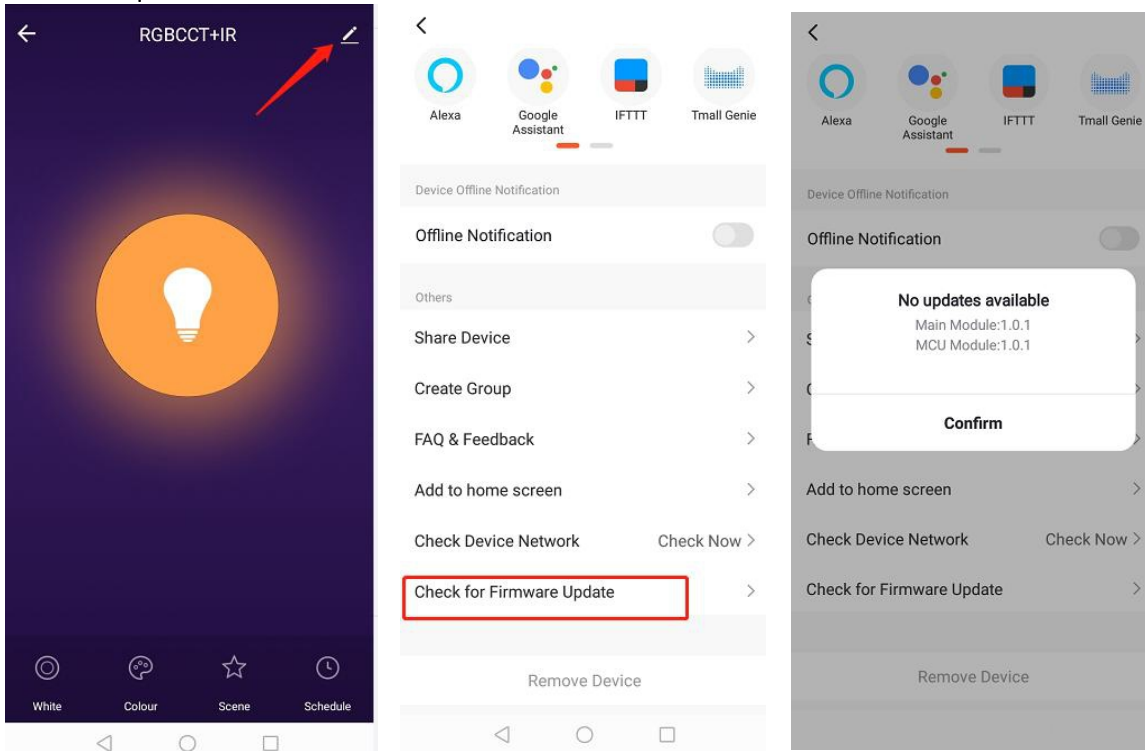 RGBCCT+IR
White
Colour
Scene
Schedule
Alexa
Google
Assistant
IFTTT
Tmall Genie
Device Offline Notification
Offline Notification
Others
Share Device
Create Group
FAQ & Feedback
Add to home screen
Check Device Network Check Now
Check for Firmware Update
Remove Device
Alexa
Google
Assistant
IFTTT
Tmall Genie
Device Offline Notification
Offline Notification
No updates available
Main Module:1.0.1
MCU Module:1.0.1
Confirm
Add to home screen
Check Device Network Check Now
Check for Firmware Update
Remove Device